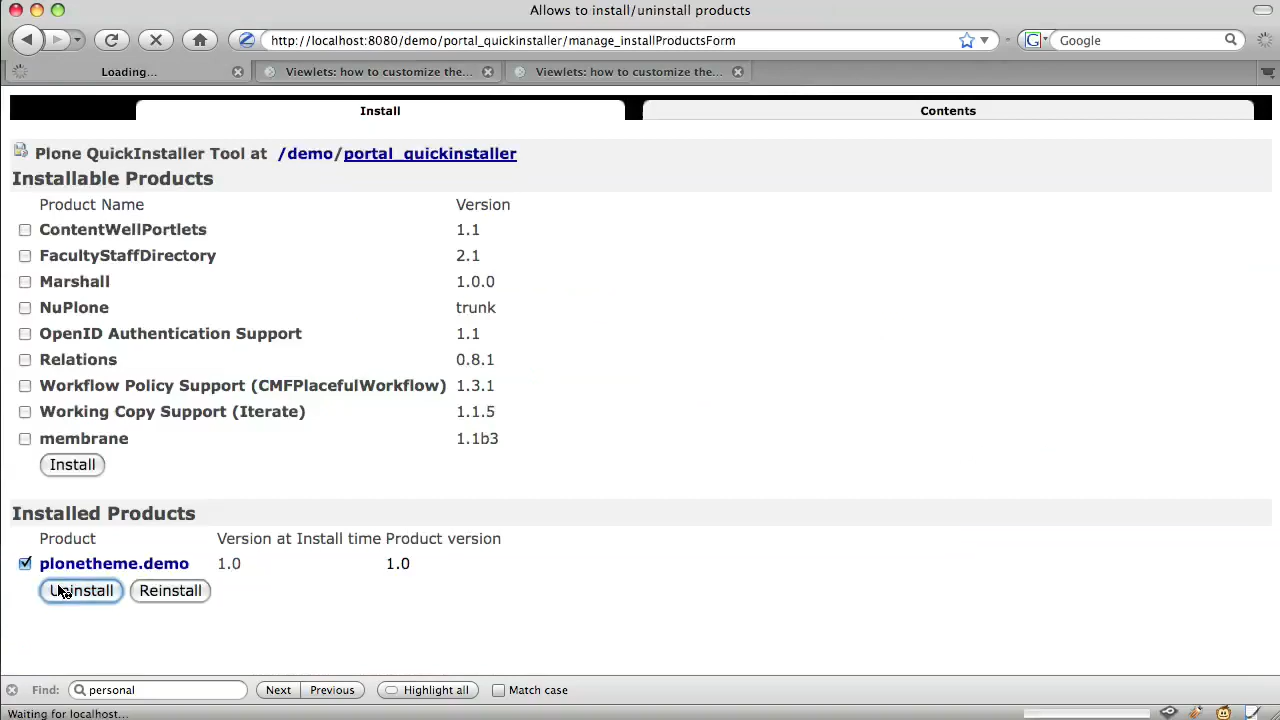 Allows to install/uninstall products
http://localhost:8080/demo/portal_quickinstaller/manage_installProductsForm
Google
Loading...
Viewlets: how to customize the...
Viewlets: how to customize the...
Install
Contents
Plone QuickInstaller Tool at /demo/portal_quickinstaller
Installable Products
Product Name Version
ContentWellPortlets 1.1
FacultyStaffDirectory 2.1
Marshall 1.0.0
NuPlone trunk
OpenID Authentication Support 1.1
Relations 0.8.1
Workflow Policy Support (CMFPlacefulWorkflow) 1.3.1
Working Copy Support (Iterate) 1.1.5
membrane 1.1b3
Install
Installed Products
Product Version at Install time Product version
plonetheme.demo 1.0 1.0
Uninstall Reinstall
Find: personal Next Previous Highlight all Match case
Waiting for localhost...